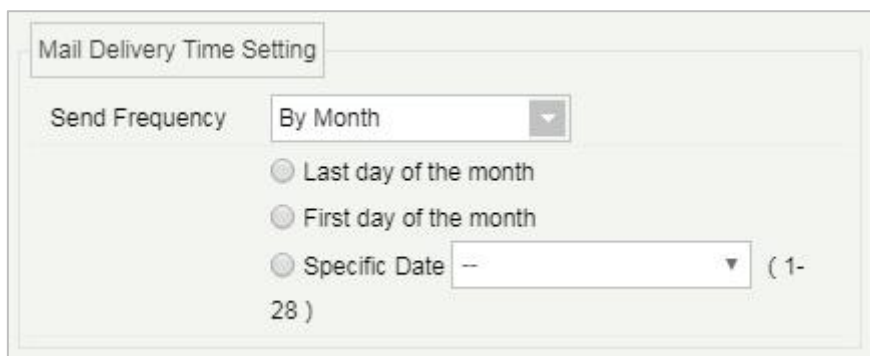 Mail Delivery Time Setting
Send Frequency By Month
Last day of the month
First day of the month
Specific Date -- ( 1-
28 )